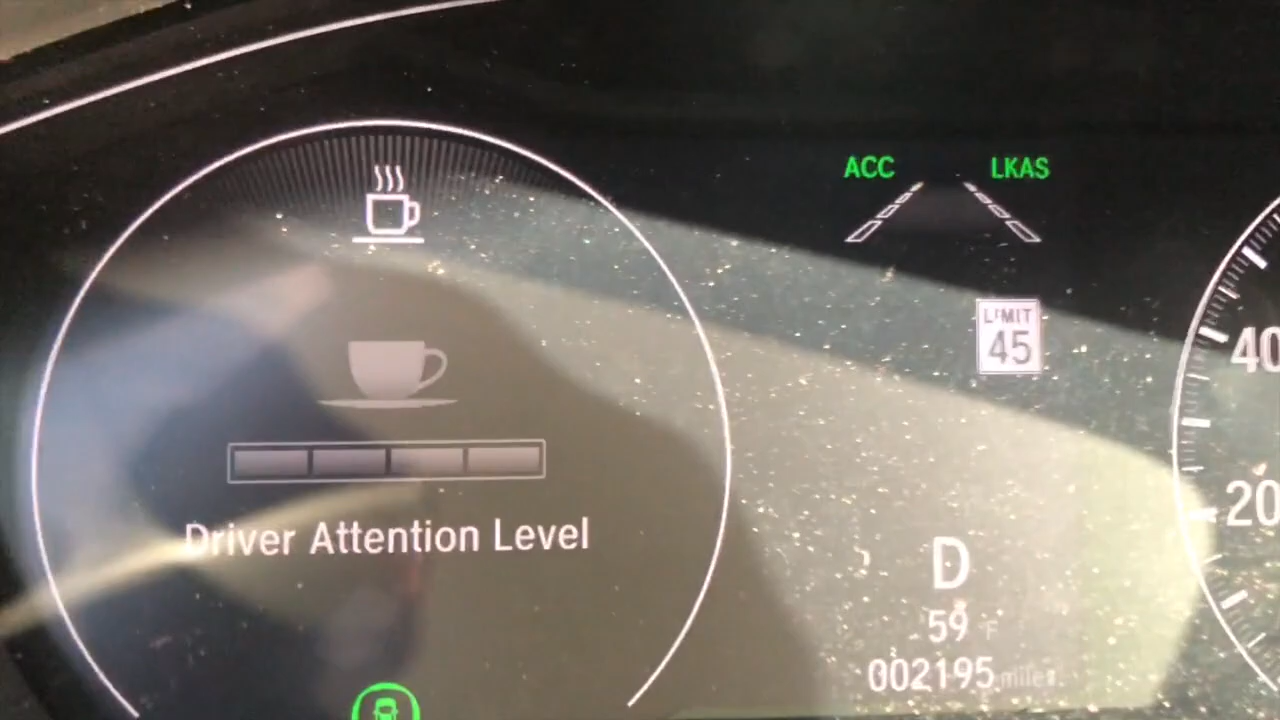 ACC LKAS
LIMIT
45
40
20
Driver Attention Level
D
59 F
002195 miles